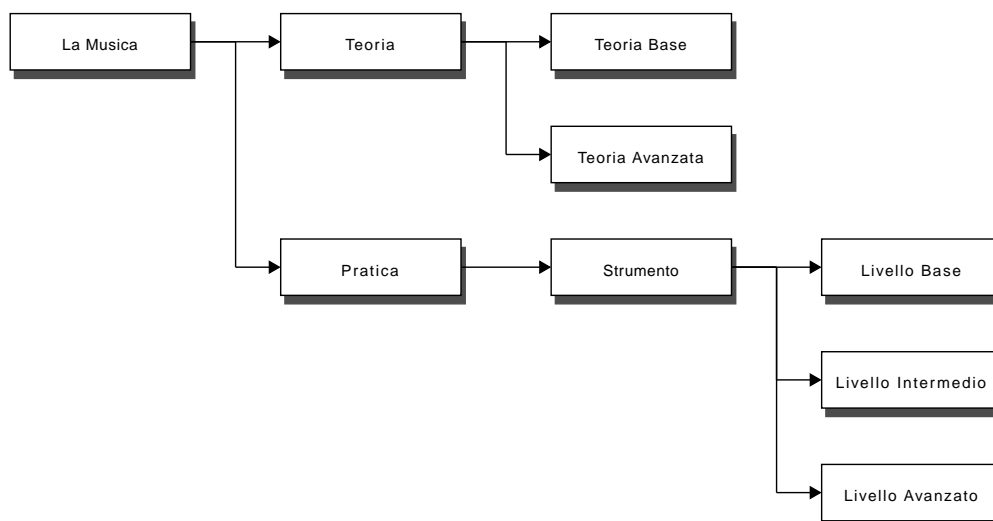 La Musica
Teoria
Teoria Base
Teoria Avanzata
Pratica
Strumento
Livello Base
Livello Intermedio
Livello Avanzato